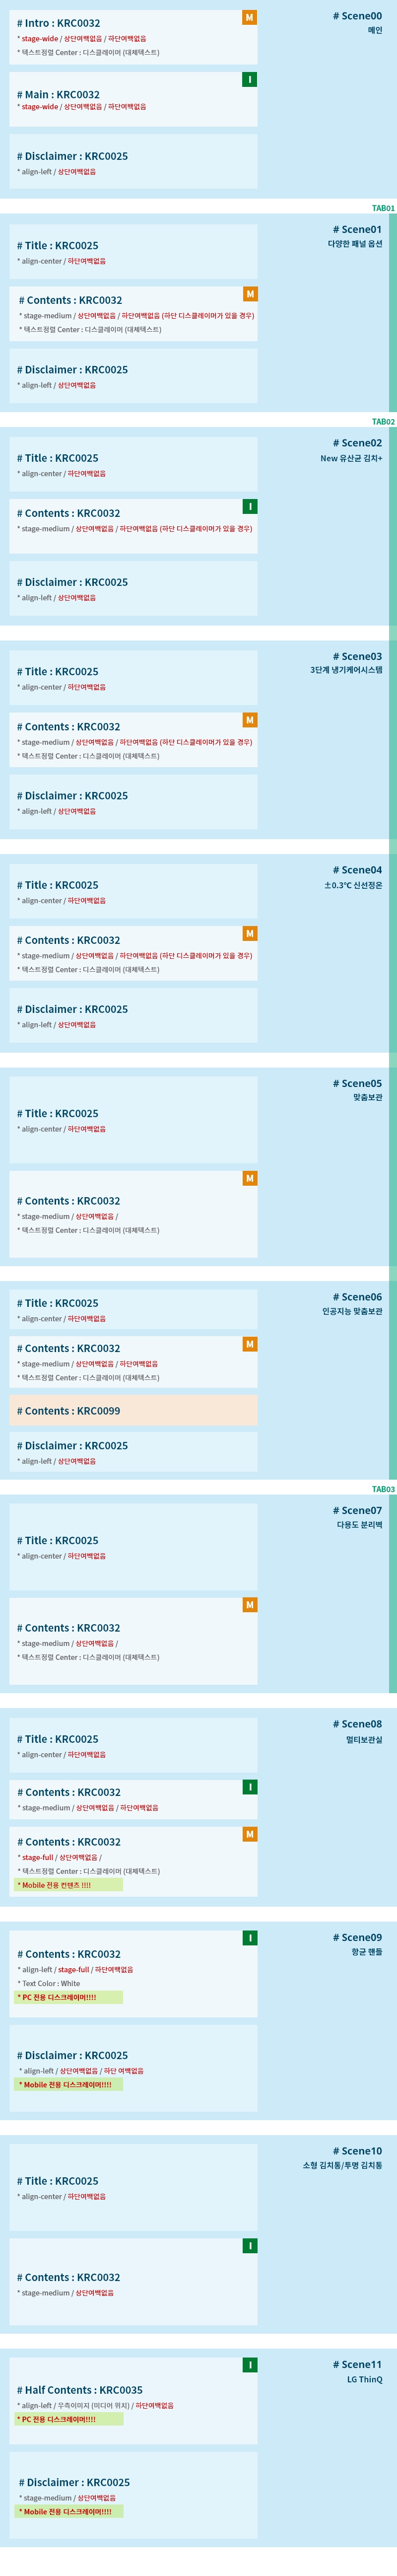 # Intro : KRC0032
M
* stage-wide / 상단여백없음 / 하단여백없음
* 텍스트정렬 Center : 디스클레이머 (대체텍스트)
# Scene00
메인
# Main : KRC0032
I
* stage-wide / 상단여백없음 / 하단여백없음
# Disclaimer : KRC0025
* align-left / 상단여백없음
TAB01
# Scene01
다양한 패널 옵션
# Title : KRC0025
* align-center / 하단여백없음
# Contents : KRC0032
M
* stage-medium / 상단여백없음 / 하단여백없음 (하단 디스클레이머가 있을 경우)
* 텍스트정렬 Center : 디스클레이머 (대체텍스트)
# Disclaimer : KRC0025
* align-left / 상단여백없음
TAB02
# Scene02
New 유산균 김치+
# Title : KRC0025
* align-center / 하단여백없음
# Contents : KRC0032
I
* stage-medium / 상단여백없음 / 하단여백없음 (하단 디스클레이머가 있을 경우)
# Disclaimer : KRC0025
* align-left / 상단여백없음
# Scene03
3단계 냉기케어시스템
# Title : KRC0025
* align-center / 하단여백없음
# Contents : KRC0032
M
* stage-medium / 상단여백없음 / 하단여백없음 (하단 디스클레이머가 있을 경우)
* 텍스트정렬 Center : 디스클레이머 (대체텍스트)
# Disclaimer : KRC0025
* align-left / 상단여백없음
# Scene04
±0.3℃ 신선정온
# Title : KRC0025
* align-center / 하단여백없음
# Contents : KRC0032
M
* stage-medium / 상단여백없음 / 하단여백없음 (하단 디스클레이머가 있을 경우)
* 텍스트정렬 Center : 디스클레이머 (대체텍스트)
# Disclaimer : KRC0025
* align-left / 상단여백없음
# Scene05
맞춤보관
# Title : KRC0025
* align-center / 하단여백없음
# Contents : KRC0032
M
* stage-medium / 상단여백없음 /
* 텍스트정렬 Center : 디스클레이머 (대체텍스트)
# Scene06
인공지능 맞춤보관
# Title : KRC0025
* align-center / 하단여백없음
# Contents : KRC0032
M
* stage-medium / 상단여백없음 / 하단여백없음
* 텍스트정렬 Center : 디스클레이머 (대체텍스트)
# Contents : KRC0099
# Disclaimer : KRC0025
* align-left / 상단여백없음
TAB03
# Scene07
다용도 분리벽
# Title : KRC0025
* align-center / 하단여백없음
# Contents : KRC0032
M
* stage-medium / 상단여백없음 /
* 텍스트정렬 Center : 디스클레이머 (대체텍스트)
# Scene08
멀티보관실
# Title : KRC0025
* align-center / 하단여백없음
# Contents : KRC0032
I
* stage-medium / 상단여백없음 / 하단여백없음
# Contents : KRC0032
M
* stage-full / 상단여백없음 /
* 텍스트정렬 Center : 디스클레이머 (대체텍스트)
* Mobile 전용 컨텐츠 !!!!
# Scene09
항균 핸들
# Contents : KRC0032
I
* align-left / stage-full / 하단여백없음
* Text Color : White
* PC 전용 디스크레이머!!!!
# Disclaimer : KRC0025
* align-left / 상단여백없음 / 하단 여백없음
* Mobile 전용 디스크레이머!!!!
# Scene10
소형 김치통/투명 김치통
# Title : KRC0025
* align-center / 하단여백없음
# Contents : KRC0032
I
* stage-medium / 상단여백없음
# Scene11
LG ThinQ
# Half Contents : KRC0035
I
* align-left / 우측이미지 (미디어 위치) / 하단여백없음
* PC 전용 디스크레이머!!!!
# Disclaimer : KRC0025
* stage-medium / 상단여백없음
* Mobile 전용 디스크레이머!!!!